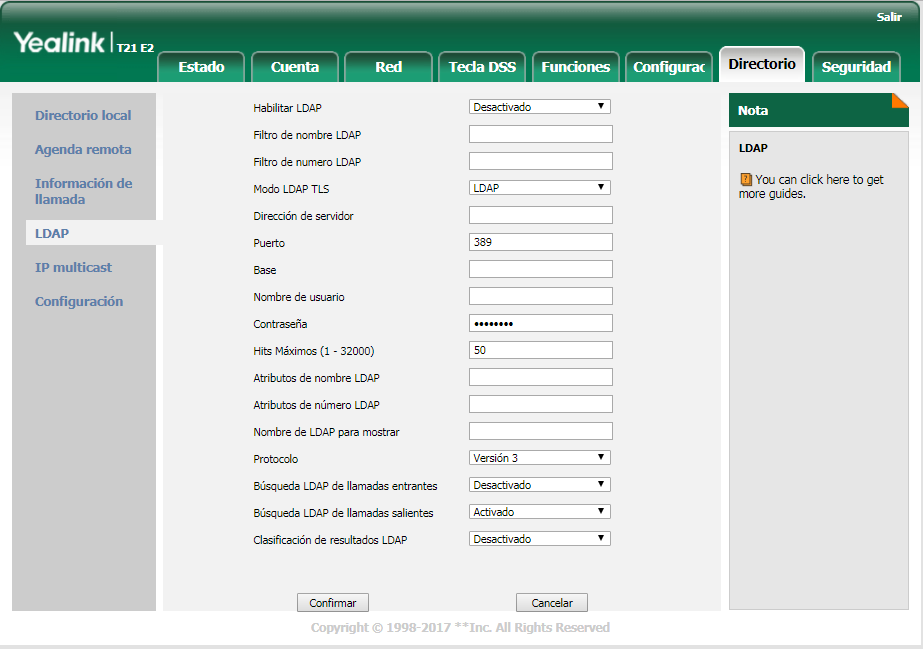 Salir
Yealink | T21 E2
Estado Cuenta Red Tecla DSS Funciones Configurac Directorio Seguridad
Directorio local
Agenda remota
Información de
llamada
LDAP
IP multicast
Configuración
Habilitar LDAP Desactivado
Filtro de nombre LDAP
Filtro de numero LDAP
Modo LDAP TLS LDAP
Dirección de servidor
Puerto 389
Base
Nombre de usuario
Contraseña ••••••••
Hits Máximos (1 - 32000) 50
Atributos de nombre LDAP
Atributos de número LDAP
Nombre de LDAP para mostrar
Protocolo Versión 3
Búsqueda LDAP de llamadas entrantes Desactivado
Búsqueda LDAP de llamadas salientes Activado
Clasificación de resultados LDAP Desactivado
Confirmar Cancelar
Nota
LDAP
? You can click here to get
more guides.
Copyright © 1998-2017 **Inc. All Rights Reserved